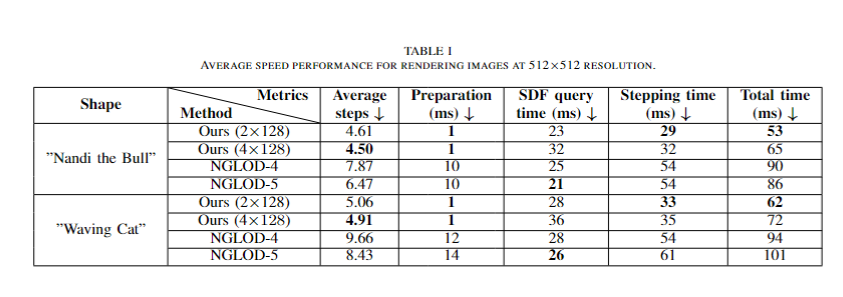 TABLE I
AVERAGE SPEED PERFORMANCE FOR RENDERING IMAGES AT 512×512 RESOLUTION.
Shape Method Metrics Average steps ↓ Preparation (ms) ↓ SDF query time (ms) ↓ Stepping time (ms) ↓ Total time (ms) ↓
"Nandi the Bull" Ours (2×128) 4.61 1 23 29 53
Ours (4×128) 4.50 1 32 32 65
NGLOD-4 7.87 10 25 54 90
NGLOD-5 6.47 10 21 54 86
"Waving Cat" Ours (2×128) 5.06 1 28 33 62
Ours (4×128) 4.91 1 36 35 72
NGLOD-4 9.66 12 28 54 94
NGLOD-5 8.43 14 26 61 101